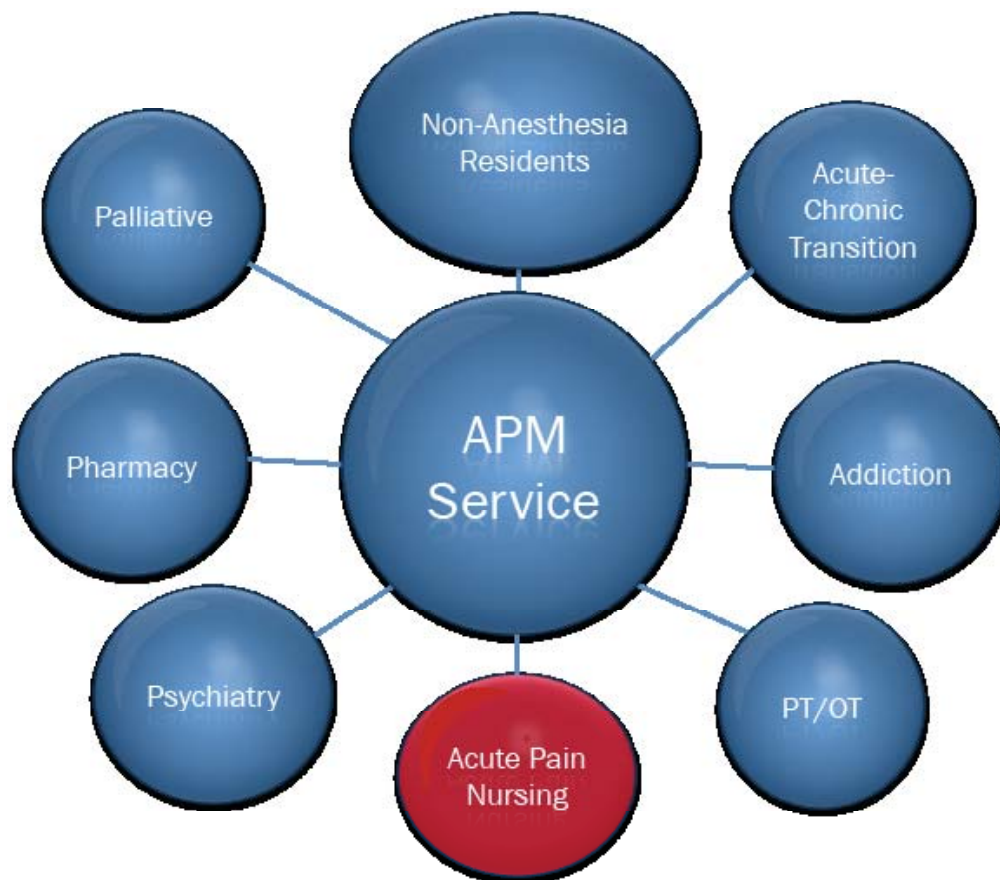 Non-Anesthesia
Residents
Palliative
Acute-
Chronic
Transition
APM
Service
Pharmacy
Addiction
Psychiatry
PT/OT
Acute Pain
Nursing